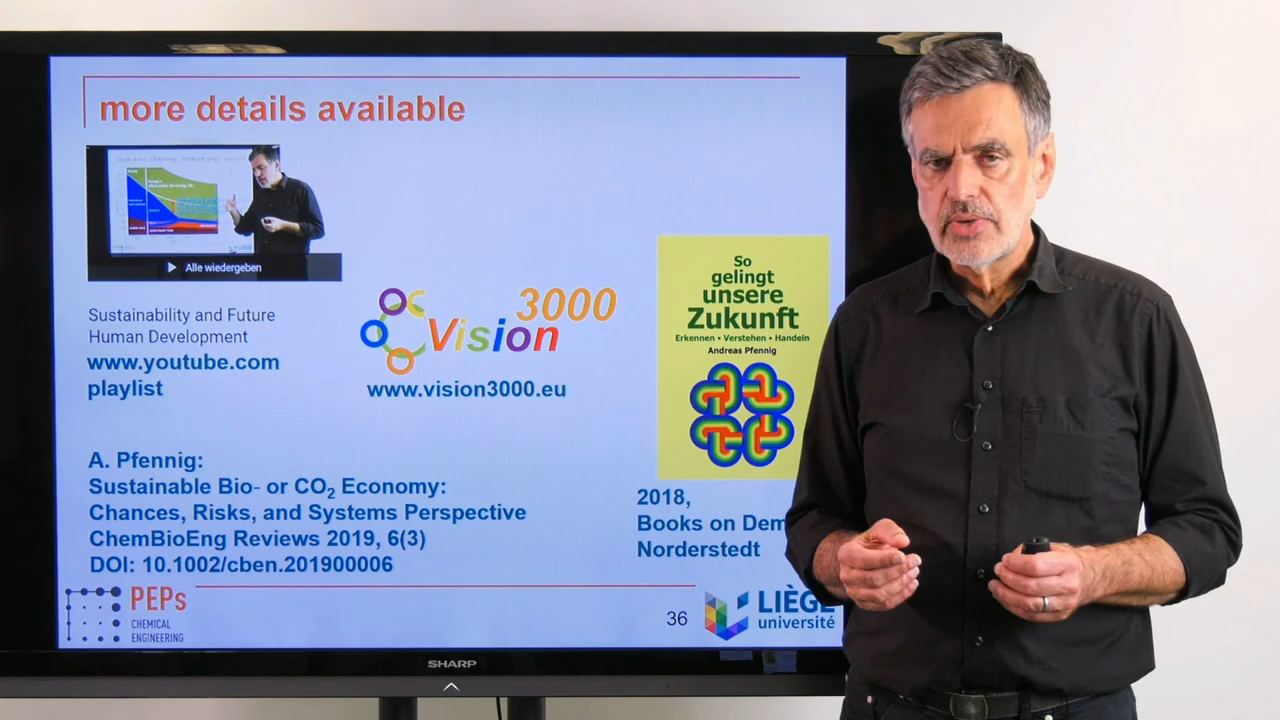 more details available
Alle wiedergeben
Sustainability and Future
Human Development
www.youtube.com
playlist
3000
Vision
www.vision3000.eu
So
gelingt
unsere
Zukunft
Erkennen • Verstehen • Handeln
Andreas Pfennig
A. Pfennig:
Sustainable Bio- or CO2 Economy:
Chances, Risks, and Systems Perspective
ChemBioEng Reviews 2019, 6(3)
DOI: 10.1002/cben.201900006
2018,
Books on Dem
Norderstedt
PEPs
CHEMICAL
ENGINEERING
36
LIÈGE
université
SHARP